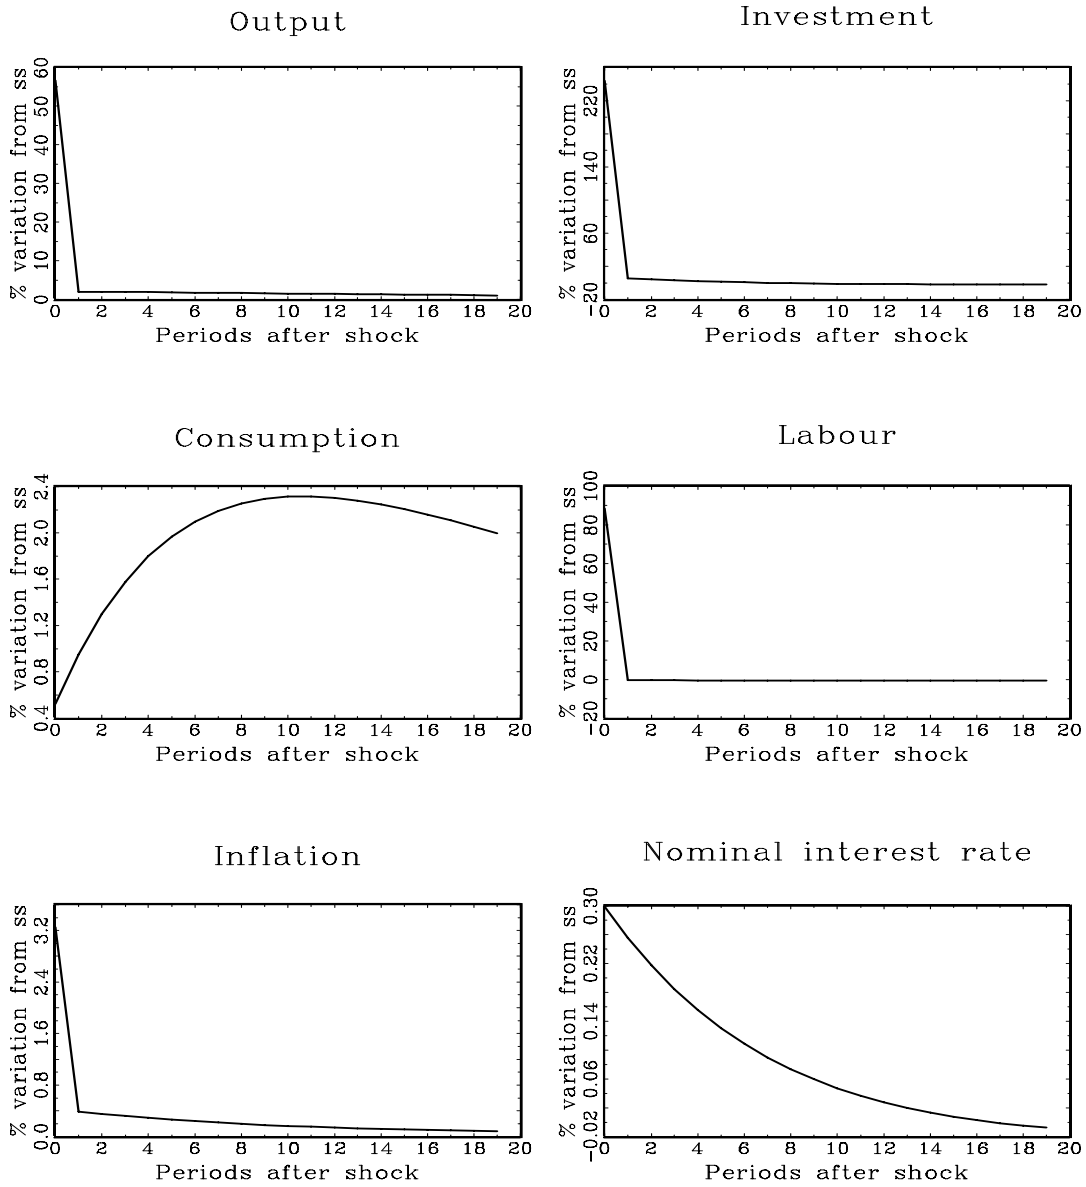 Output
% variation from ss
60
50
40
30
20
10
0
0 2 4 6 8 10 12 14 16 18 20
Periods after shock
Investment
% variation from ss
220
140
60
-20
0 2 4 6 8 10 12 14 16 18 20
Periods after shock
Consumption
% variation from ss
2.4
2.0
1.6
1.2
0.8
0.4
0 2 4 6 8 10 12 14 16 18 20
Periods after shock
Labour
% variation from ss
100
80
60
40
20
0
-20
0 2 4 6 8 10 12 14 16 18 20
Periods after shock
Inflation
% variation from ss
3.2
2.4
1.6
0.8
0.0
0 2 4 6 8 10 12 14 16 18 20
Periods after shock
Nominal interest rate
% variation from ss
0.30
0.22
0.14
0.06
-0.02
0 2 4 6 8 10 12 14 16 18 20
Periods after shock